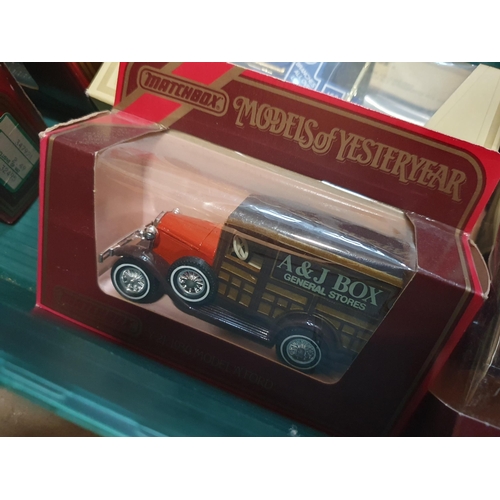 MATCHBOX
MODELS of YESTERYEAR
A & J BOX
GENERAL STORES